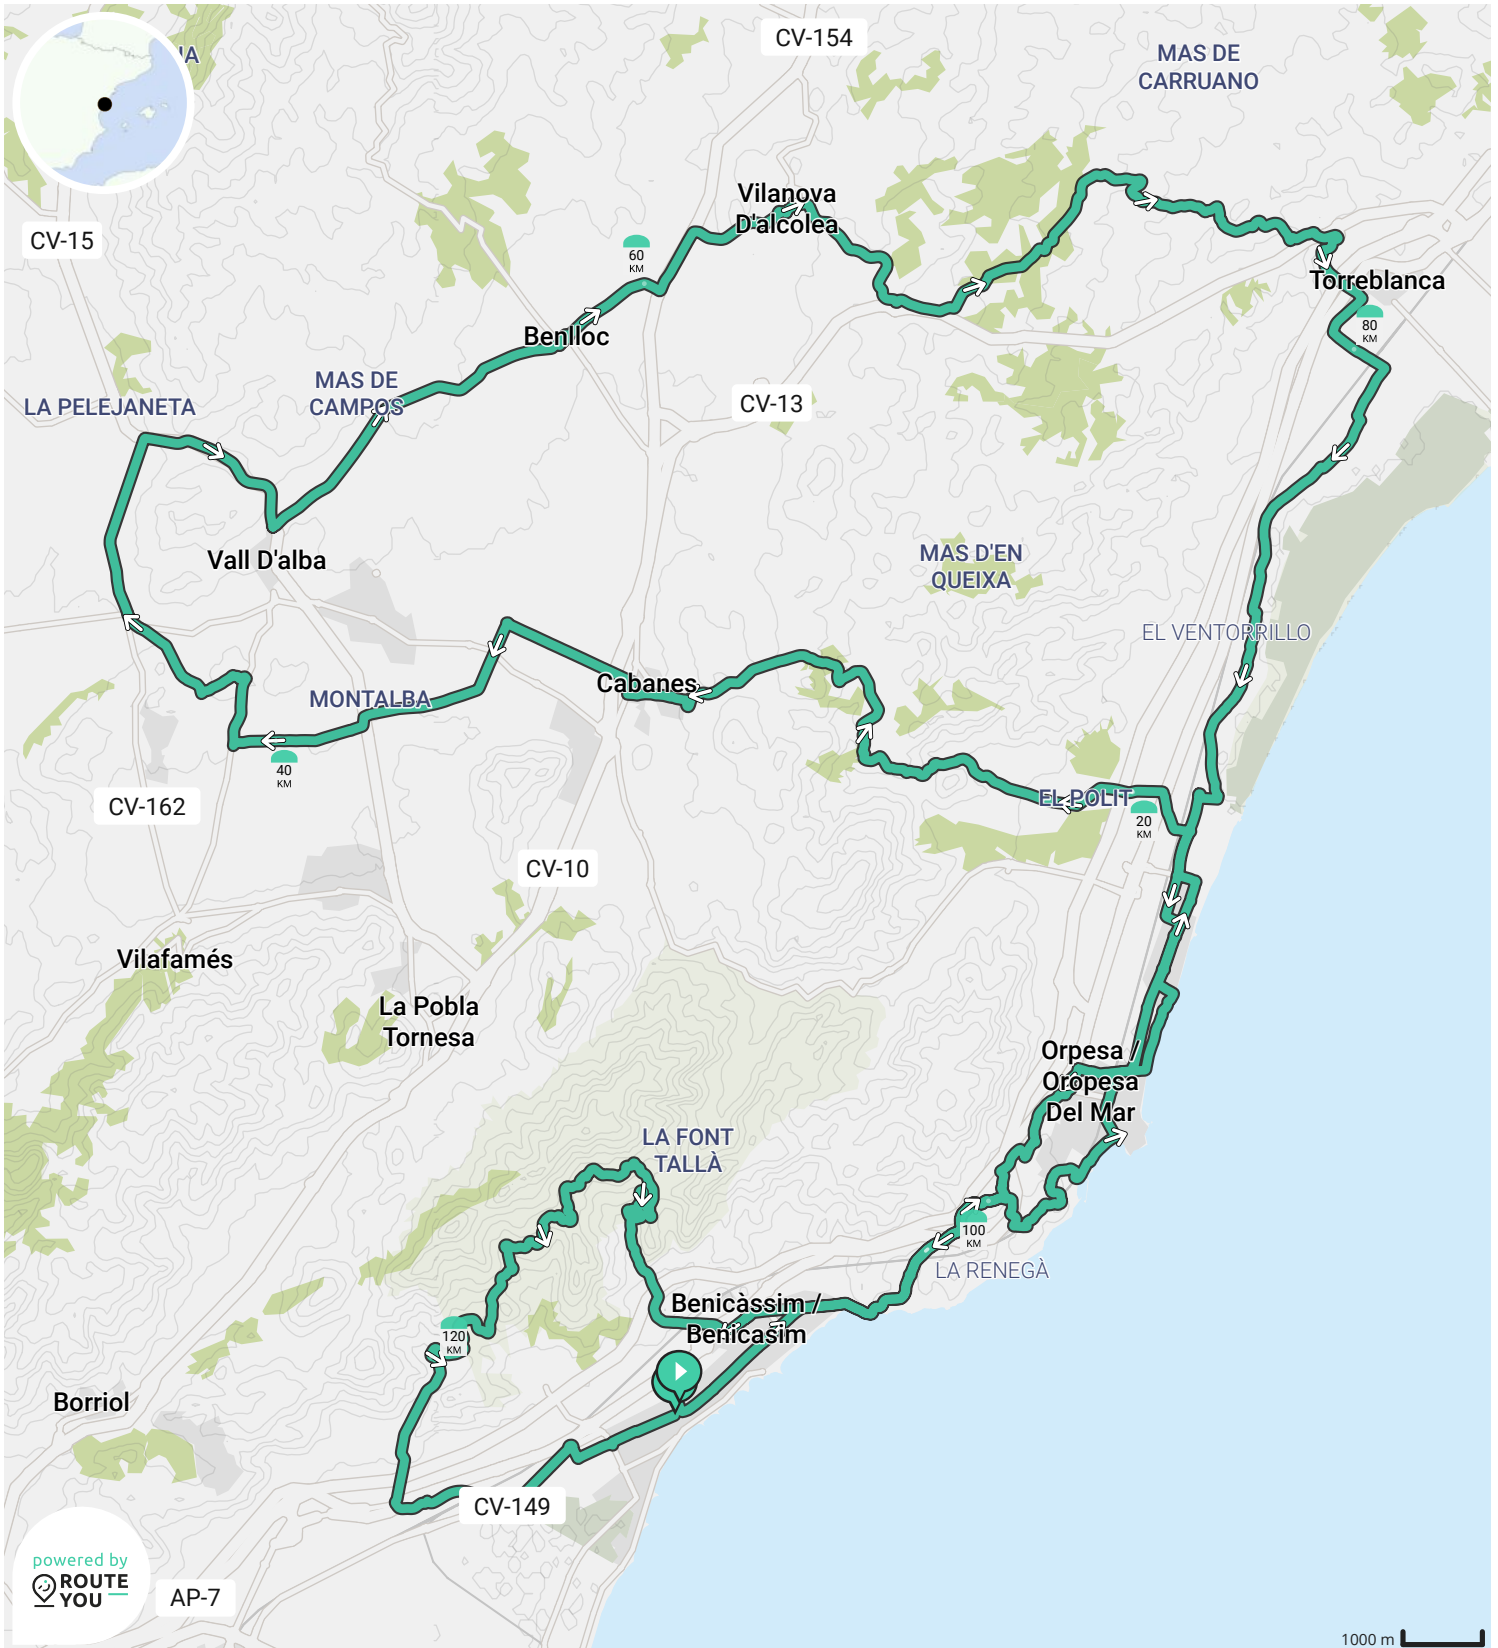 CV-154
MAS DE
CARRUANO
CV-15
Vilanova
D'alcolea
60
KM
Torreblanca
80
KM
Benlloc
MAS DE
CAMPOS
LA PELEJANETA
CV-13
Vall D'alba
MAS D'EN
QUEIXA
EL VENTORRILLO
Cabanes
MONTALBA
40
KM
CV-162
EL POLIT
20
KM
CV-10
Vilafamés
La Pobla
Tornesa
Orpesa /
Oropesa
Del Mar
LA FONT
TALLÀ
100
KM
LA RENEGÀ
Benicàssim /
Benicasim
120
KM
Borriol
CV-149
powered by
ROUTE
YOU
AP-7
1000 m